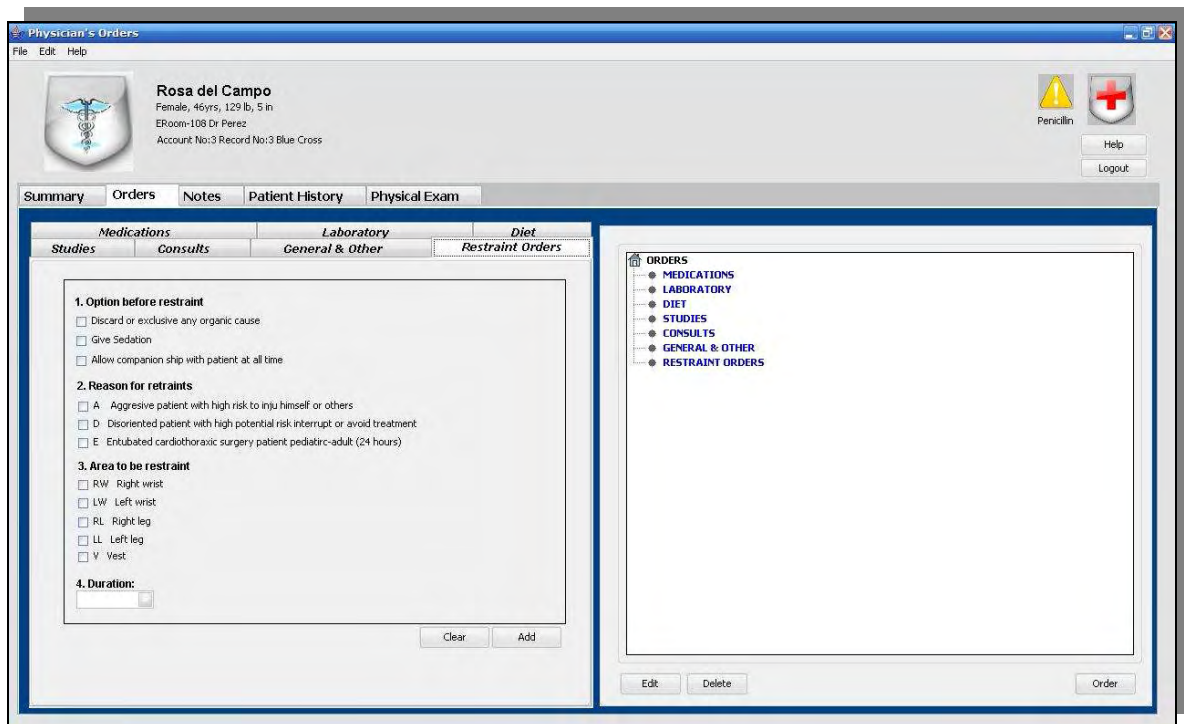 Physician's Orders
File Edit Help
Rosa del Campo
Female, 46yrs, 129 lb, 5 in
ERoom-108 Dr Perez
Account No:3 Record No:3 Blue Cross
Penicillin
Help
Logout
Summary Orders Notes Patient History Physical Exam
Medications Laboratory Diet
Studies Consults General & Other Restraint Orders
1. Option before restraint
Discard or exclusive any organic cause
Give Sedation
Allow companion ship with patient at all time
2. Reason for retraints
A Aggresive patient with high risk to inju himself or others
D Disoriented patient with high potential risk interrupt or avoid treatment
E Entubated cardiothoraxic surgery patient pediatirc-adult (24 hours)
3. Area to be restraint
RW Right wrist
LW Left wrist
RL Right leg
LL Left leg
V Vest
4. Duration:
Clear Add
ORDERS
MEDICATIONS
LABORATORY
DIET
STUDIES
CONSULTS
GENERAL & OTHER
RESTRAINT ORDERS
Edit Delete Order